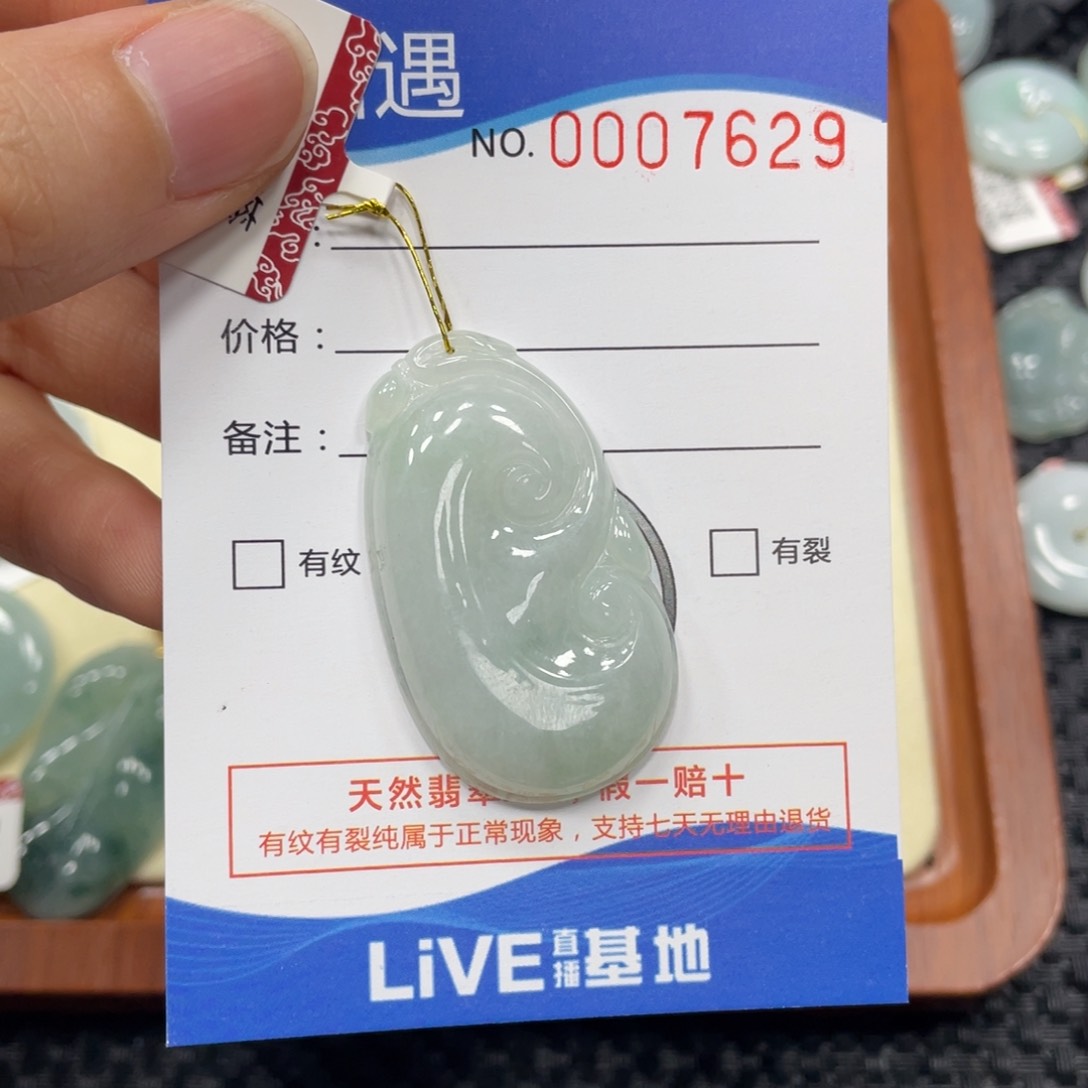 遇
NO. 0007629
价格：
备注：
有纹
有裂
天然翡翠 ，假一赔十
有纹有裂纯属于正常现象，支持七天无理由退货
LiVE直播基地